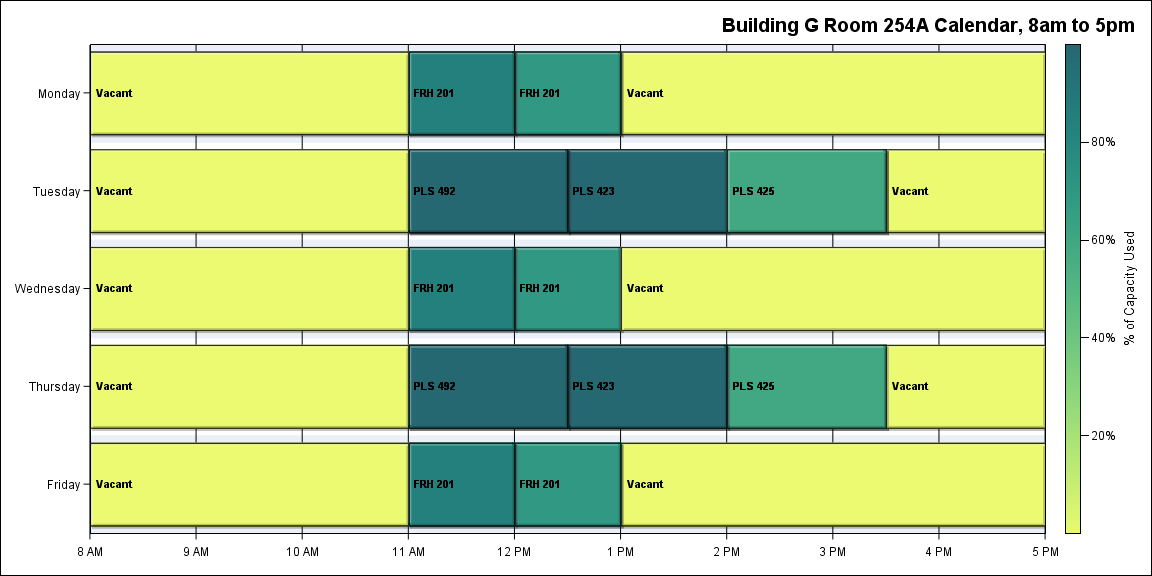 Building G Room 254A Calendar, 8am to 5pm
Monday
Vacant
FRH 201
FRH 201
Vacant
Tuesday
Vacant
PLS 492
PLS 423
PLS 425
Vacant
Wednesday
Vacant
FRH 201
FRH 201
Vacant
Thursday
Vacant
PLS 492
PLS 423
PLS 425
Vacant
Friday
Vacant
FRH 201
FRH 201
Vacant
8 AM
9 AM
10 AM
11 AM
12 PM
1 PM
2 PM
3 PM
4 PM
5 PM
80%
60%
40%
20%
% of Capacity Used